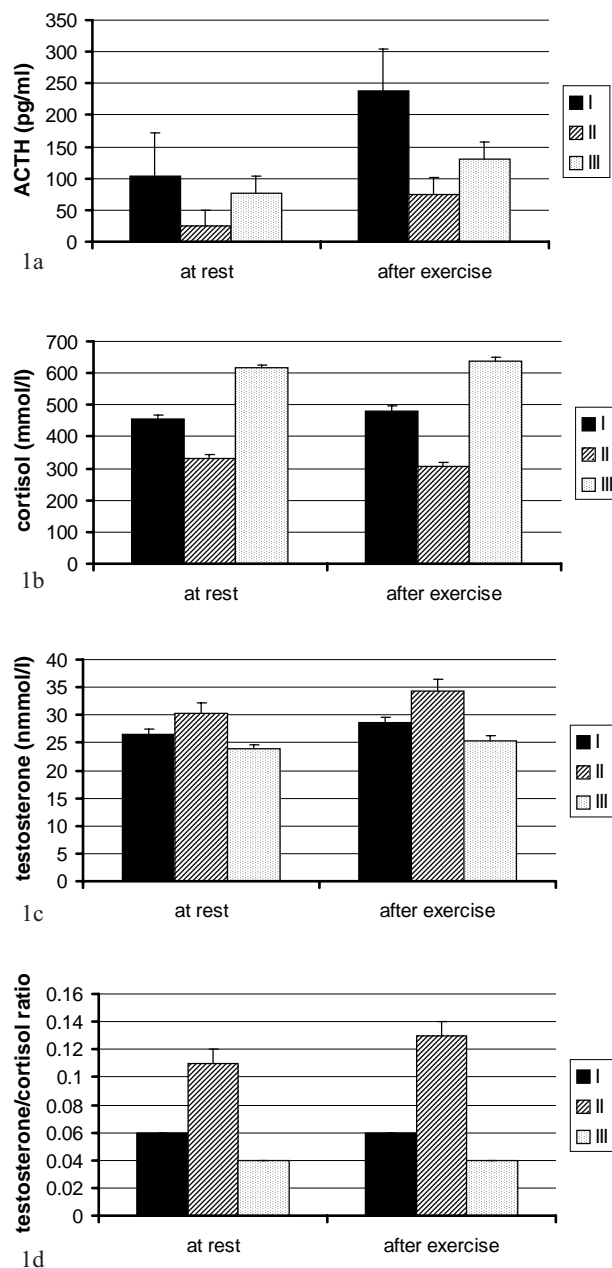 350
300
250
200
150
100
50
0
ACTH (pg/ml)
at rest after exercise
I
II
III
1a
700
600
500
400
300
200
100
0
cortisol (mmol/l)
at rest after exercise
I
II
III
1b
40
35
30
25
20
15
10
5
0
testosterone (nmmol/l)
at rest after exercise
I
II
III
1c
0.16
0.14
0.12
0.1
0.08
0.06
0.04
0.02
0
testosterone/cortisol ratio
at rest after exercise
I
II
III
1d